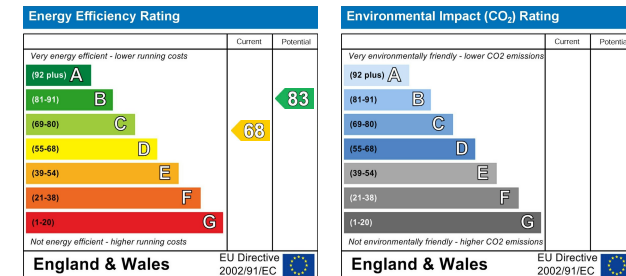 Energy Efficiency Rating
Current Potential
Very energy efficient - lower running costs
(92 plus) A
(81-91) B
83
(69-80) C
68
(55-68) D
(39-54) E
(21-38) F
(1-20) G
Not energy efficient - higher running costs
England & Wales
EU Directive
2002/91/EC
Environmental Impact (CO₂) Rating
Current Potential
Very environmentally friendly - lower CO2 emissions
(92 plus) A
(81-91) B
(69-80) C
(55-68) D
(39-54) E
(21-38) F
(1-20) G
Not environmentally friendly - higher CO2 emissions
England & Wales
EU Directive
2002/91/EC